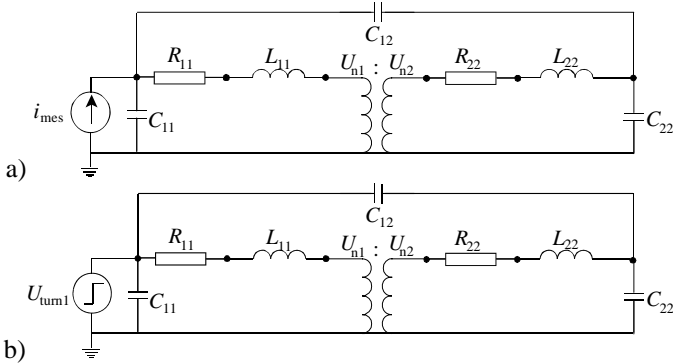 C12
R11 L11 Un1 : Un2 R22 L22
imes C11 C22
a)
C12
R11 L11 Un1 : Un2 R22 L22
Uturn1 C11 C22
b)